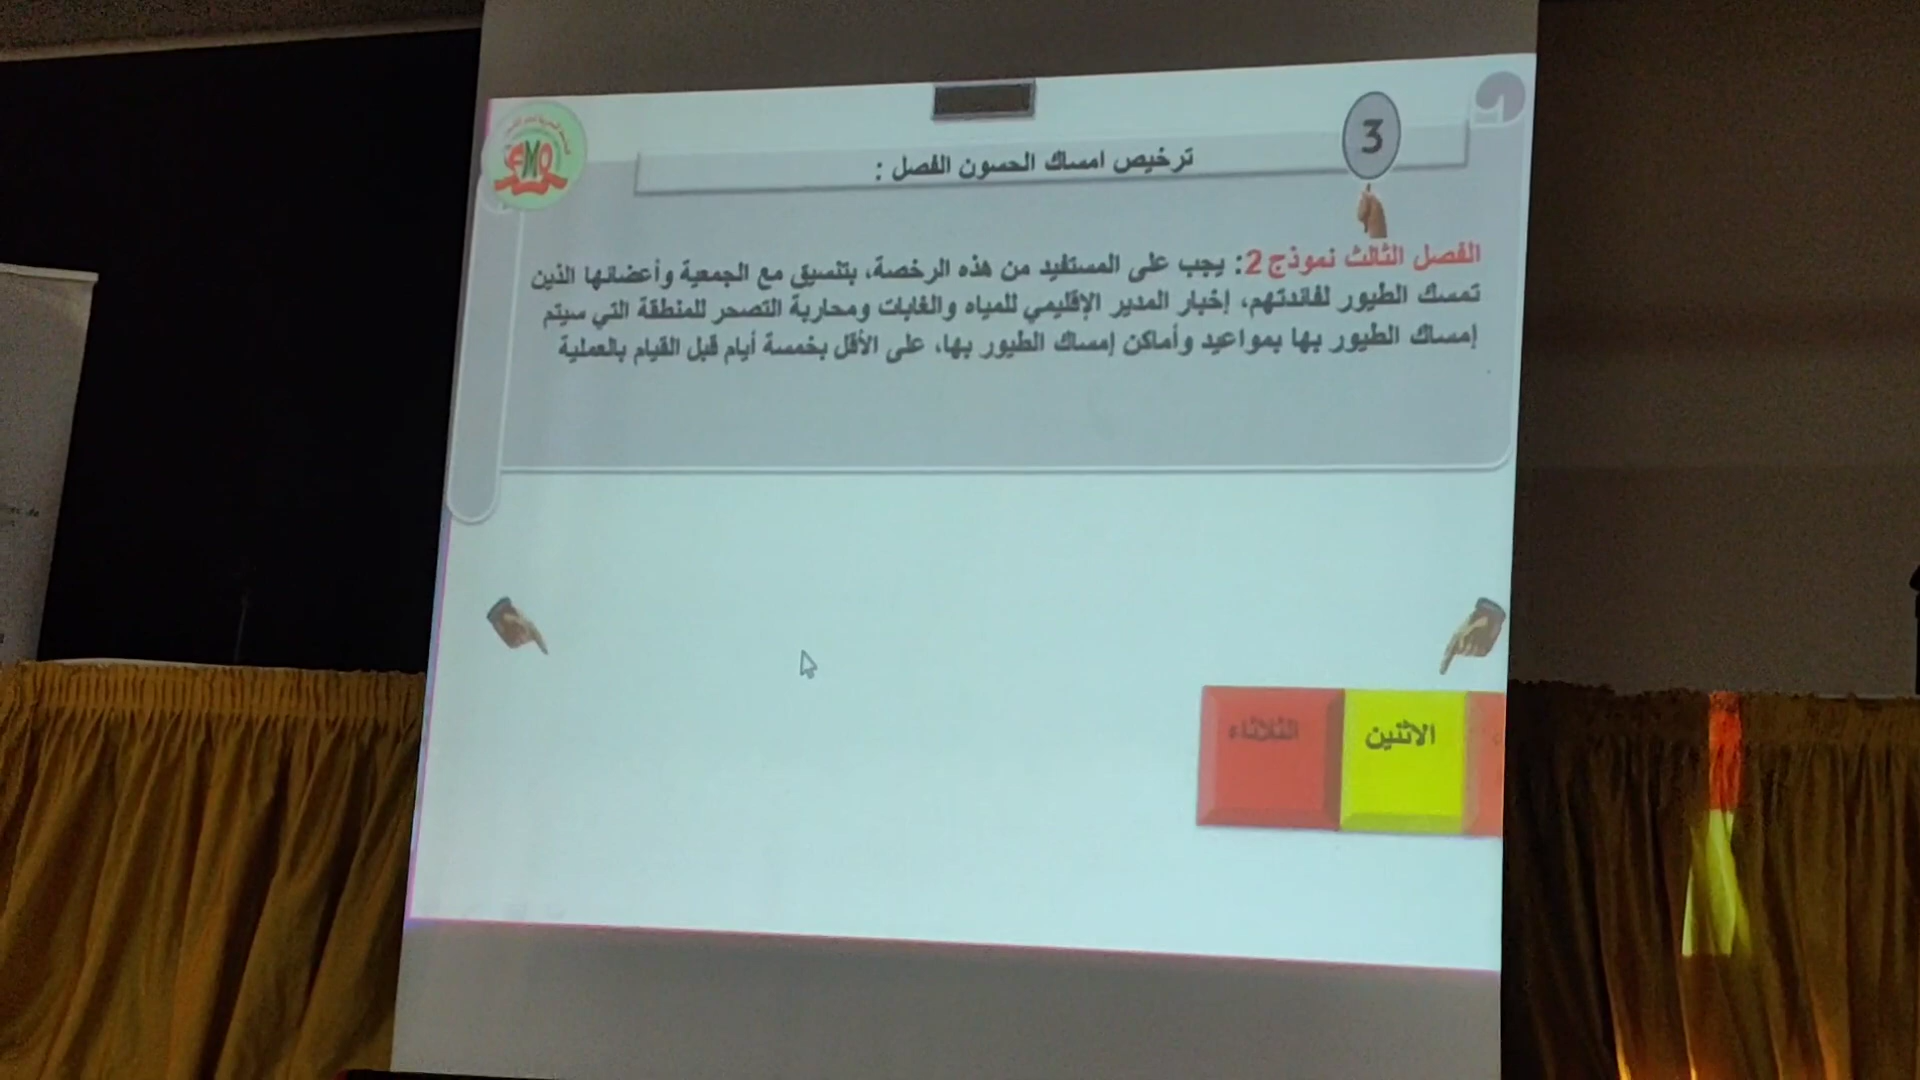 3
ترخيص امساك الحسون الفصل :
الفصل الثالث نموذج 2: يجب على المستفيد من هذه الرخصة، بتنسيق مع الجمعية وأعضائها الذين
تمسك الطيور لفائدتهم، إخبار المدير الإقليمي للمياه والغابات ومحاربة التصحر للمنطقة التي سيتم
إمساك الطيور بها بمواعيد وأماكن إمساك الطيور بها، على الأقل بخمسة أيام قبل القيام بالعملية
الاثنين
الثلاثاء